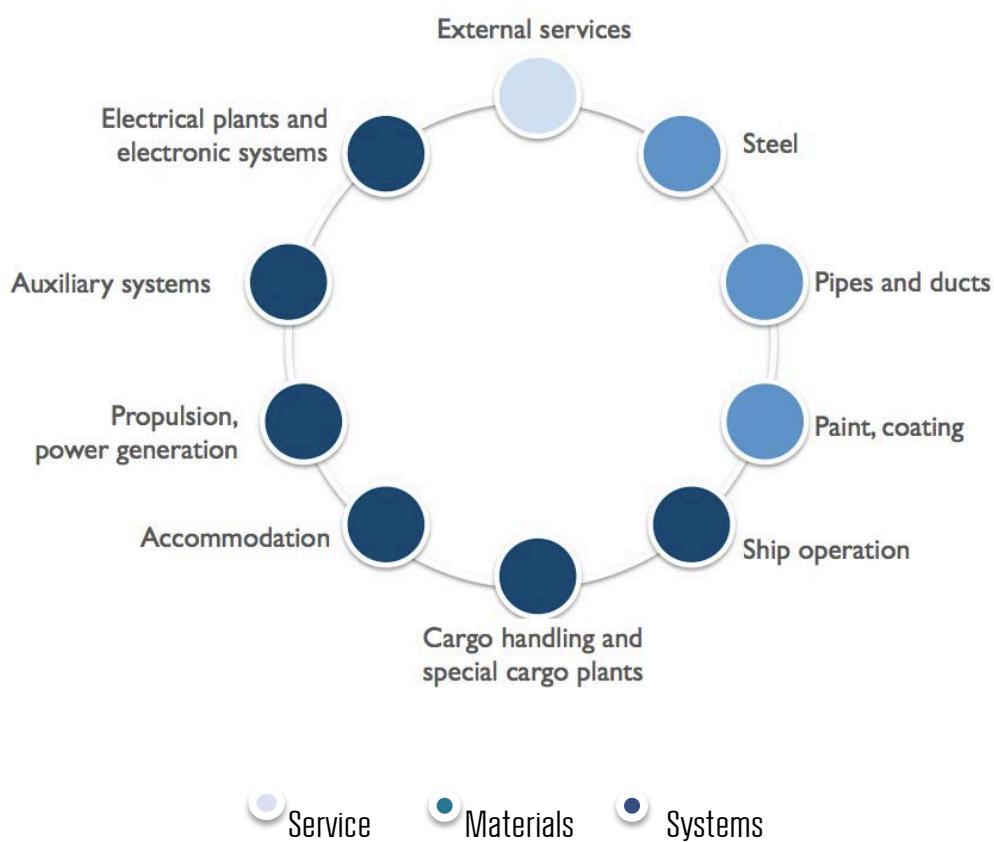 External services
Electrical plants and
electronic systems
Steel
Auxiliary systems
Pipes and ducts
Propulsion,
power generation
Paint, coating
Accommodation
Ship operation
Cargo handling and
special cargo plants
Service
Materials
Systems